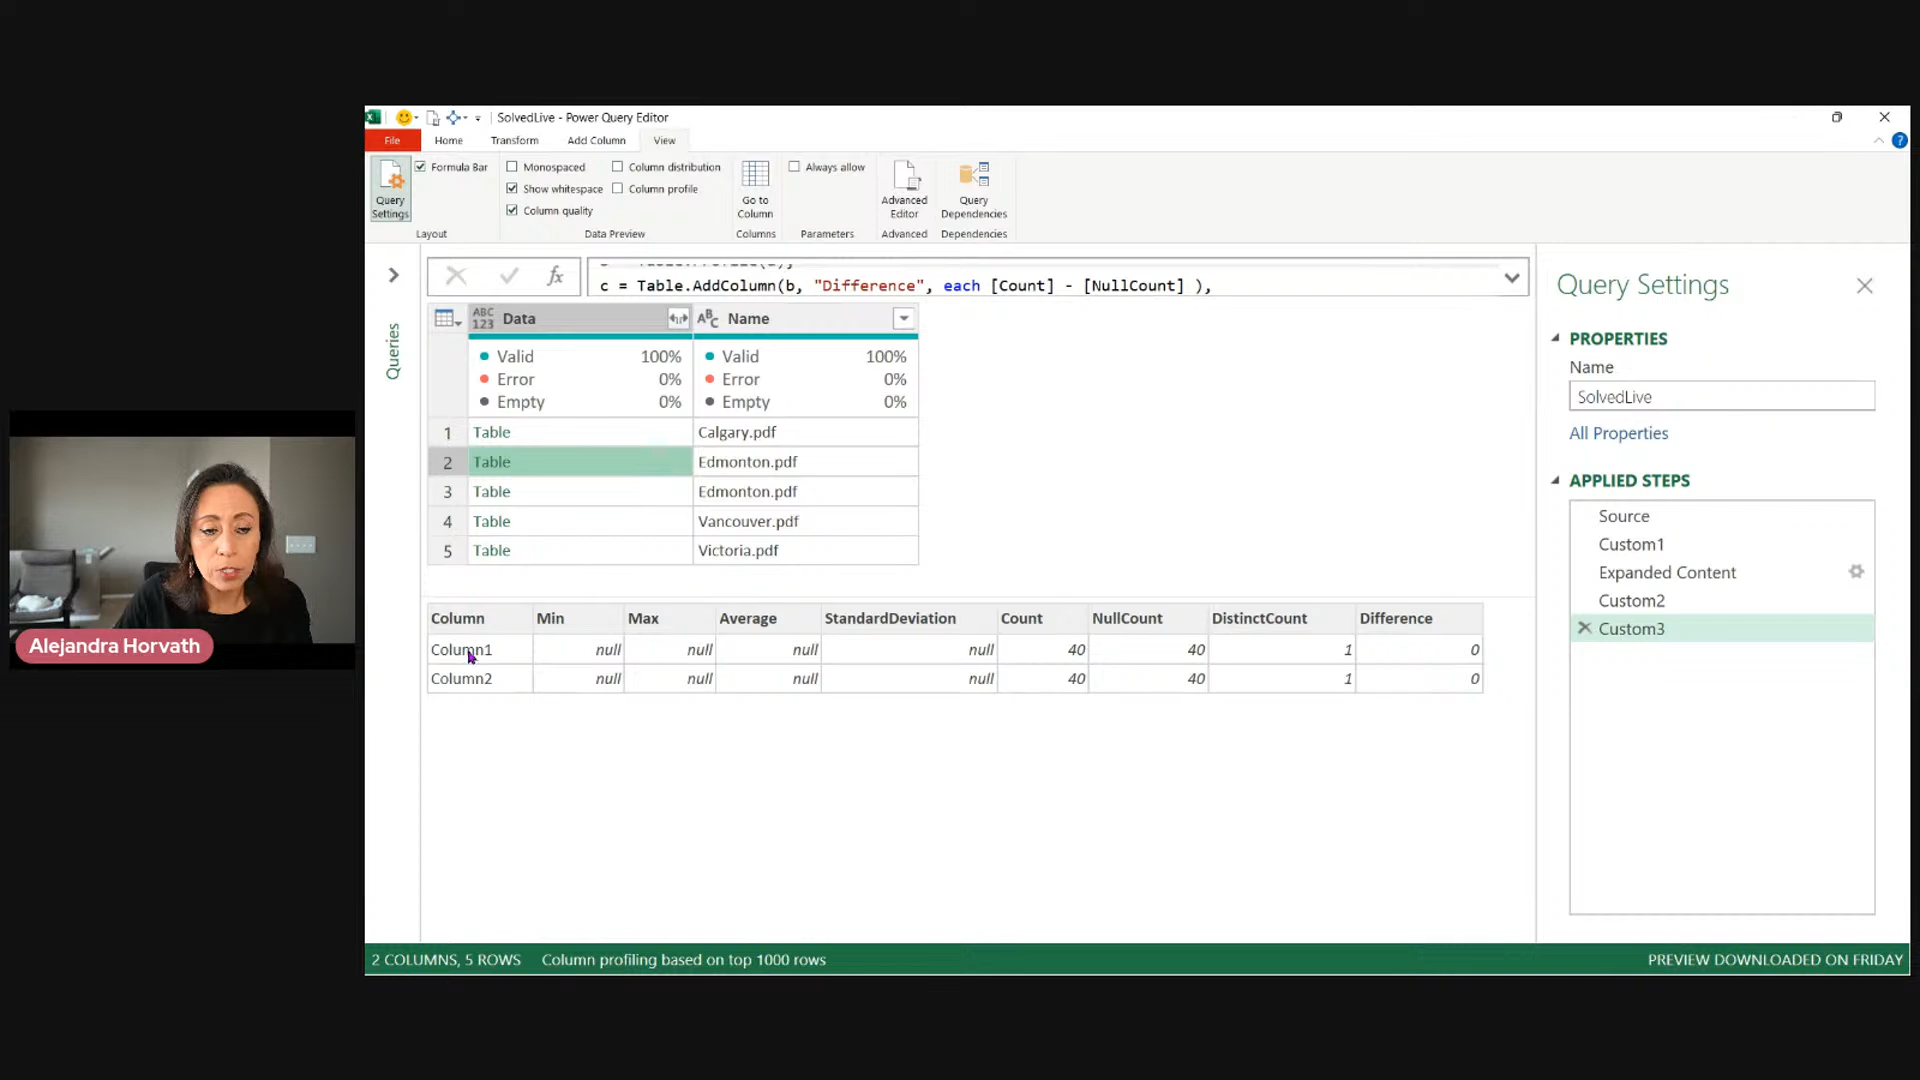 SolvedLive - Power Query Editor
File Home Transform Add Column View
Query Settings
Formula Bar
Layout
Monospaced
Show whitespace
Column quality
Column distribution
Column profile
Data Preview
Go to Column
Columns
Always allow
Parameters
Advanced Editor
Advanced
Query Dependencies
Dependencies
Queries
fx
c = Table.AddColumn(b, "Difference", each [Count] - [NullCount] ),
ABC 123 Data ABC Name
Valid 100% Valid 100%
Error 0% Error 0%
Empty 0% Empty 0%
1 Table Calgary.pdf
2 Table Edmonton.pdf
3 Table Edmonton.pdf
4 Table Vancouver.pdf
5 Table Victoria.pdf
Column Min Max Average StandardDeviation Count NullCount DistinctCount Difference
Column1 null null null null 40 40 1 0
Column2 null null null null 40 40 1 0
Query Settings
PROPERTIES
Name
SolvedLive
All Properties
APPLIED STEPS
Source
Custom1
Expanded Content
Custom2
Custom3
Alejandra Horvath
2 COLUMNS, 5 ROWS Column profiling based on top 1000 rows PREVIEW DOWNLOADED ON FRIDAY